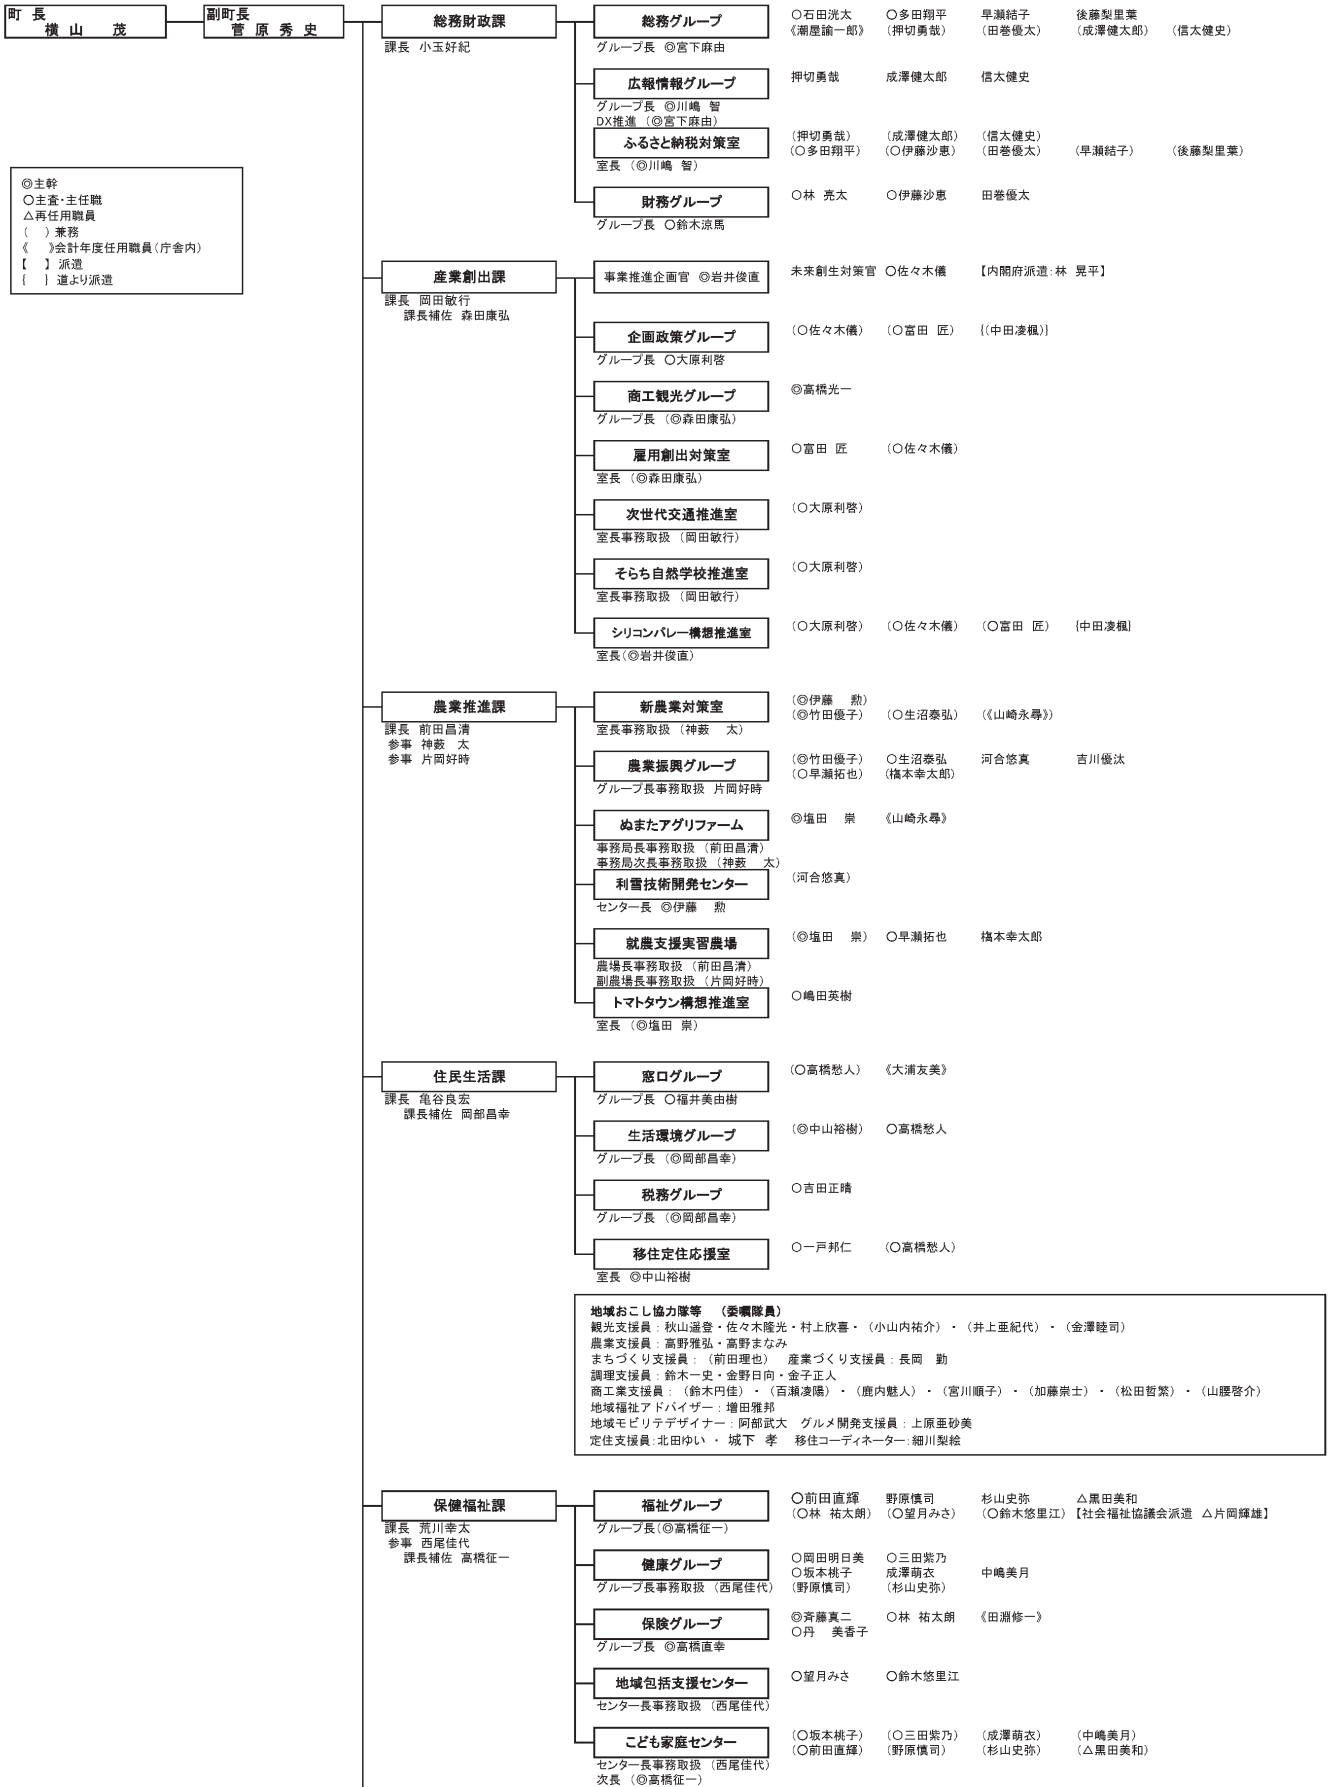 町 長
横 山 茂
副町長
菅 原 秀 史
◎主幹
○主査・主任職
△再任用職員
（ ）兼務
《 》会計年度任用職員（庁舎内）
【 】派遣
｛ ｝道より派遣
総務財政課
課長 小玉好紀
総務グループ
グループ長 ◎宮下麻由
○石田洸太 ○多田翔平 早瀬結子 後藤梨里葉
《潮屋諭一郎》 （押切勇哉） （田巻優太） （成澤健太郎） （信太健史）
広報情報グループ
グループ長 ◎川嶋 智
DX推進 （◎宮下麻由）
押切勇哉 成澤健太郎 信太健史
ふるさと納税対策室
室長 （◎川嶋 智）
（押切勇哉） （成澤健太郎） （信太健史）
（○多田翔平） （○伊藤沙恵） （田巻優太） （早瀬結子） （後藤梨里葉）
財務グループ
グループ長 ○鈴木涼馬
○林 亮太 ○伊藤沙恵 田巻優太
産業創出課
課長 岡田敏行
課長補佐 森田康弘
事業推進企画官 ◎岩井俊直
未来創生対策官 ○佐々木儀 【内閣府派遣：林 晃平】
企画政策グループ
グループ長 ○大原利啓
（○佐々木儀） （○富田 匠） ｛（中田凌楓）｝
商工観光グループ
グループ長 （◎森田康弘）
◎高橋光一
雇用創出対策室
室長 （◎森田康弘）
○富田 匠 （○佐々木儀）
次世代交通推進室
室長事務取扱 （岡田敏行）
（○大原利啓）
そらち自然学校推進室
室長事務取扱 （岡田敏行）
（○大原利啓）
シリコンバレー構想推進室
室長（◎岩井俊直）
（○大原利啓） （○佐々木儀） （○富田 匠） ｛中田凌楓｝
農業推進課
課長 前田昌清
参事 神薮 太
参事 片岡好時
新農業対策室
室長事務取扱 （神薮 太）
（◎伊藤 勲）
（◎竹田優子） （○生沼泰弘） （《山崎永尋》）
農業振興グループ
グループ長事務取扱 片岡好時
（◎竹田優子） ○生沼泰弘 河合悠真 吉川優汰
（○早瀬拓也） （槗本幸太郎）
ぬまたアグリファーム
事務局長事務取扱 （前田昌清）
事務局次長事務取扱 （神薮 太）
◎塩田 崇 《山崎永尋》
利雪技術開発センター
センター長 ◎伊藤 勲
（河合悠真）
就農支援実習農場
農場長事務取扱 （前田昌清）
副農場長事務取扱 （片岡好時）
（◎塩田 崇） ○早瀬拓也 槗本幸太郎
トマトタウン構想推進室
室長 （◎塩田 崇）
○嶋田英樹
住民生活課
課長 亀谷良宏
課長補佐 岡部昌幸
窓口グループ
グループ長 ○福井美由樹
（○高橋愁人） 《大浦友美》
生活環境グループ
グループ長 （◎岡部昌幸）
（◎中山裕樹） ○高橋愁人
税務グループ
グループ長 （◎岡部昌幸）
○吉田正晴
移住定住応援室
室長 ◎中山裕樹
○一戸邦仁 （○高橋愁人）
地域おこし協力隊等 （委嘱隊員）
観光支援員：秋山遥登・佐々木隆光・村上欣喜・（小山内祐介）・（井上亜紀代）・（金澤睦司）
農業支援員：高野雅弘・高野まなみ
まちづくり支援員：（前田理也） 産業づくり支援員：長岡 勤
調理支援員：鈴木一史・金野日向・金子正人
商工業支援員：（鈴木円佳）・（百瀬凌陽）・（鹿内魅人）・（宮川順子）・（加藤崇士）・（松田哲繁）・（山腰啓介）
地域福祉アドバイザー：増田雅邦
地域モビリテデザイナー：阿部武大 グルメ開発支援員：上原亜砂美
定住支援員：北田ゆい ・ 城下 孝 移住コーディネーター：細川梨絵
保健福祉課
課長 荒川幸太
参事 西尾佳代
課長補佐 高橋征一
福祉グループ
グループ長（◎高橋征一）
○前田直輝 野原慎司 杉山史弥 △黒田美和
（○林 祐太朗） （○望月みさ） （○鈴木悠里江）【社会福祉協議会派遣 △片岡輝雄】
健康グループ
グループ長事務取扱 （西尾佳代）
○岡田明日美 ○三田紫乃
○坂本桃子 成澤萌衣 中嶋美月
（野原慎司） （杉山史弥）
保険グループ
グループ長 ◎高橋直幸
◎斉藤真二 ○林 祐太朗 《田淵修一》
○丹 美香子
地域包括支援センター
センター長事務取扱 （西尾佳代）
○望月みさ ○鈴木悠里江
こども家庭センター
センター長事務取扱 （西尾佳代）
次長 （◎高橋征一）
（○坂本桃子） （○三田紫乃） （成澤萌衣） （中嶋美月）
（○前田直輝） （野原慎司） （杉山史弥） （△黒田美和）